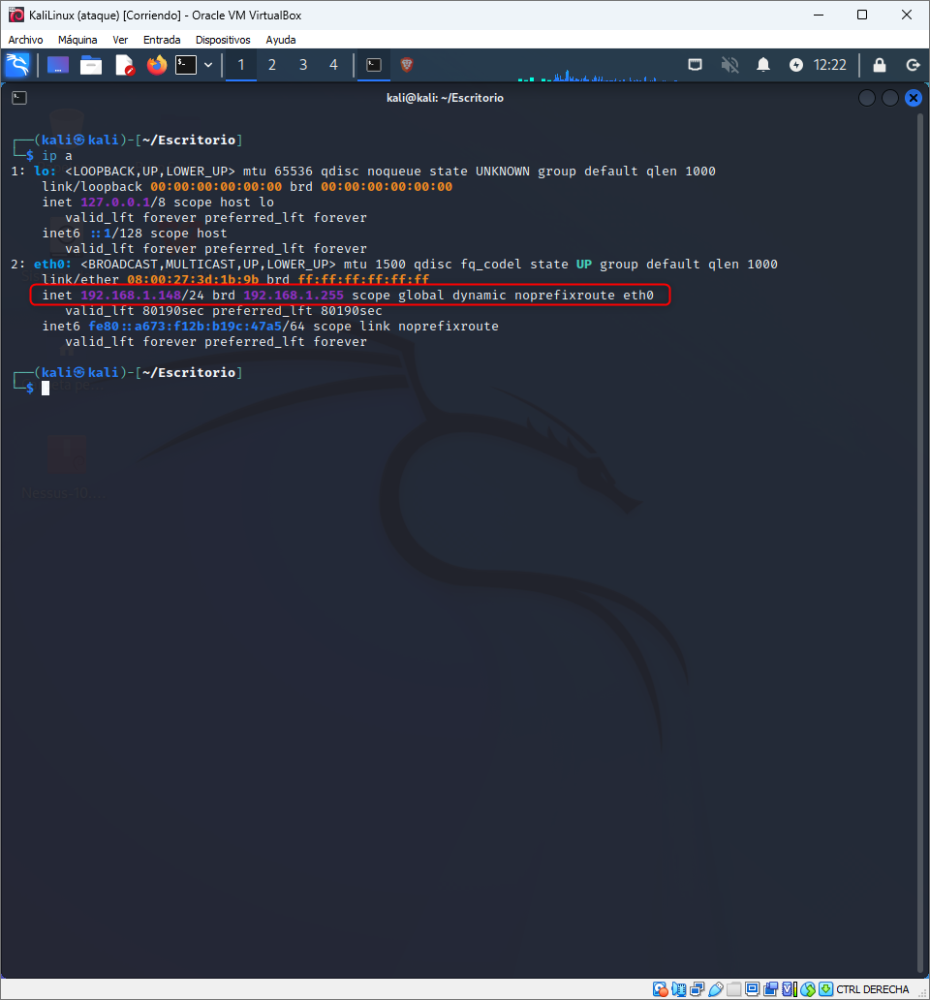 KaliLinux (ataque) [Corriendo] - Oracle VM VirtualBox
Archivo Máquina Ver Entrada Dispositivos Ayuda
1 2 3 4 12:22
kali@kali: ~/Escritorio
┌──(kali㉿kali)-[~/Escritorio]
└─$ ip a
1: lo: <LOOPBACK,UP,LOWER_UP> mtu 65536 qdisc noqueue state UNKNOWN group default qlen 1000
link/loopback 00:00:00:00:00:00 brd 00:00:00:00:00:00
inet 127.0.0.1/8 scope host lo
valid_lft forever preferred_lft forever
inet6 ::1/128 scope host
valid_lft forever preferred_lft forever
2: eth0: <BROADCAST,MULTICAST,UP,LOWER_UP> mtu 1500 qdisc fq_codel state UP group default qlen 1000
link/ether 08:00:27:3d:1b:9b brd ff:ff:ff:ff:ff:ff
inet 192.168.1.148/24 brd 192.168.1.255 scope global dynamic noprefixroute eth0
valid_lft 80190sec preferred_lft 80190sec
inet6 fe80::a673:f12b:b19c:47a5/64 scope link noprefixroute
valid_lft forever preferred_lft forever
┌──(kali㉿kali)-[~/Escritorio]
└─$
Nessus-10....
CTRL DERECHA